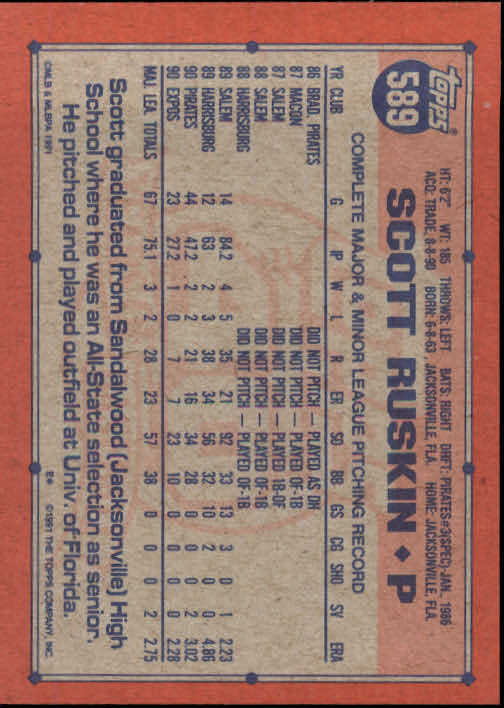 topps®
589
SCOTT RUSKIN ♦ P
HT: 6'2" WT: 185 THROWS: LEFT BATS: RIGHT DRFT: PIRATES #3(SPEC)-JAN., 1986
ACQ: TRADE, 8-8-90 BORN: 6-8-63, JACKSONVILLE, FLA. HOME: JACKSONVILLE, FLA.
COMPLETE MAJOR & MINOR LEAGUE PITCHING RECORD
YR CLUB G IP W L R ER SO BB GS CG SHO SV ERA
86 BRAD. PIRATES DID NOT PITCH — PLAYED AS DH
87 MACON DID NOT PITCH — PLAYED OF-1B
87 SALEM DID NOT PITCH — PLAYED 1B-OF
88 SALEM DID NOT PITCH — PLAYED OF-1B
88 HARRISBURG DID NOT PITCH — PLAYED OF-1B
89 SALEM 14 84.2 4 5 35 21 92 33 13 3 0 1 2.23
89 HARRISBURG 12 63. 2 3 38 34 56 32 10 2 0 0 4.86
90 PIRATES 44 47.2 2 2 21 16 34 28 0 0 0 2 3.02
90 EXPOS 23 27.2 1 0 7 7 23 10 0 0 0 0 2.28
MAJ. LEA. TOTALS 67 75.1 3 2 28 23 57 38 0 0 0 2 2.75
Scott graduated from Sandalwood (Jacksonville) High
School where he was an All-State selection as senior.
He pitched and played outfield at Univ. of Florida.
©MLB & MLBPA 1991
E* ©1991 THE TOPPS COMPANY, INC.